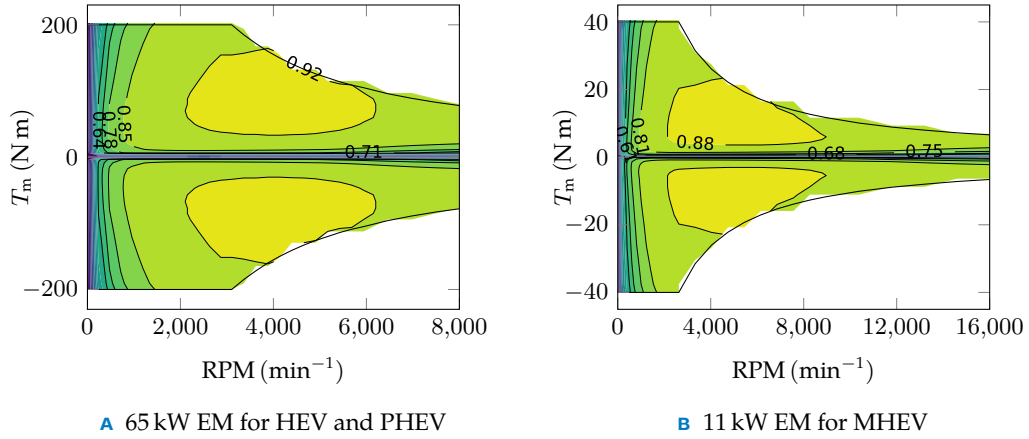 200
0
−200
T_m (N m)
0.64
0.78
0.85
0.92
0.71
0 2,000 4,000 6,000 8,000
RPM (min⁻¹)
A 65 kW EM for HEV and PHEV
40
20
0
−20
−40
T_m (N m)
0.81
0.88
0.68
0.75
0 4,000 8,000 12,000 16,000
RPM (min⁻¹)
B 11 kW EM for MHEV